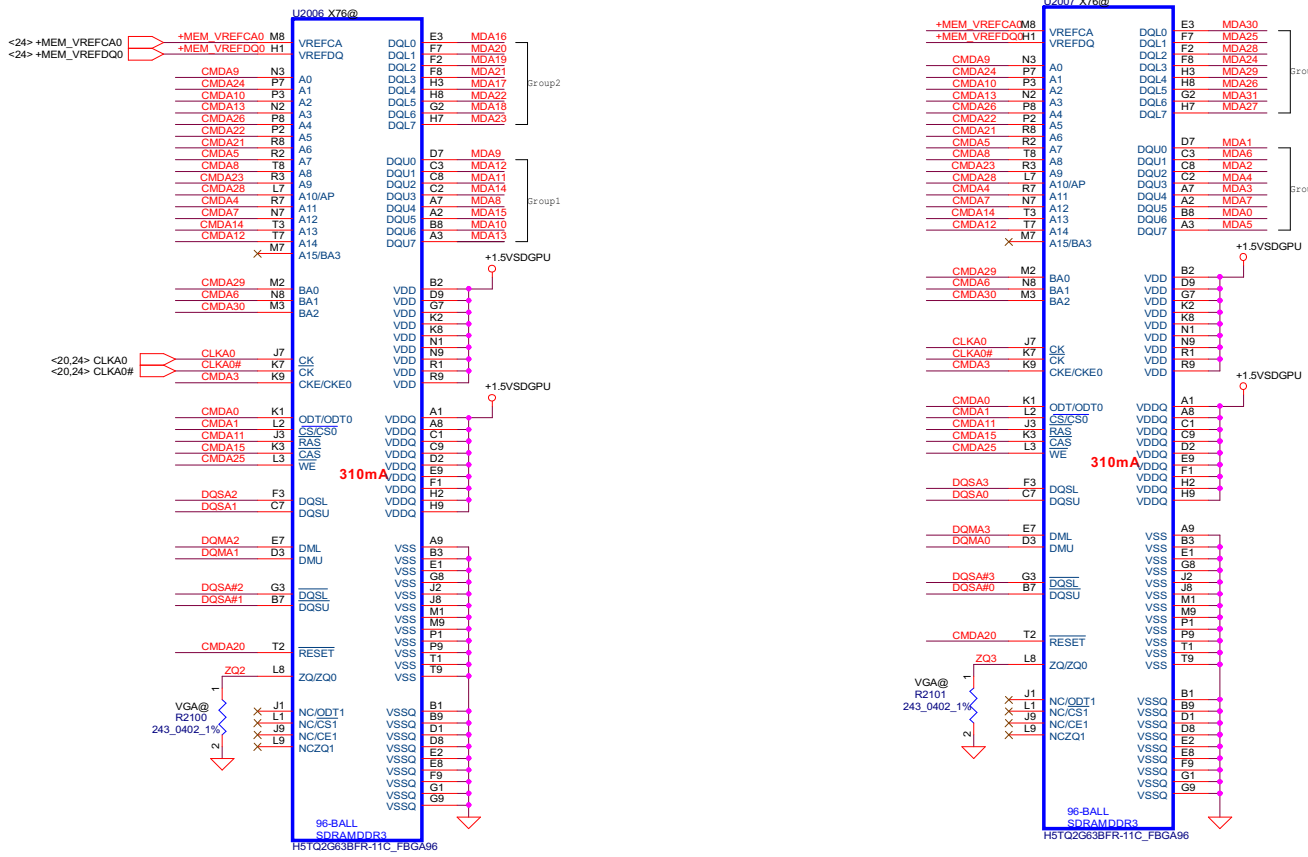 U2006 X76@
<24> +MEM_VREFCA0 +MEM_VREFCA0 M8 VREFCA DQL0 E3 MDA16
<24> +MEM_VREFDQ0 +MEM_VREFDQ0 H1 VREFDQ DQL1 F7 MDA20
DQL2 F2 MDA19
CMDA9 N3 A0 DQL3 F8 MDA21
CMDA24 P7 A1 DQL4 H3 MDA17
Group2
CMDA10 P3 A2 DQL5 H8 MDA22
CMDA13 N2 A3 DQL6 G2 MDA18
CMDA26 P8 A4 DQL7 H7 MDA23
CMDA22 P2 A5
CMDA21 R8 A6
CMDA5 R2 A7 DQU0 D7 MDA9
CMDA8 T8 A8 DQU1 C3 MDA12
CMDA23 R3 A9 DQU2 C8 MDA11
CMDA28 L7 A10/AP DQU3 C2 MDA14
CMDA4 R7 A11 DQU4 A7 MDA8
Group1
CMDA7 N7 A12 DQU5 A2 MDA15
CMDA14 T3 A13 DQU6 B8 MDA10
CMDA12 T7 A14 DQU7 A3 MDA13
M7 A15/BA3
+1.5VSDGPU
CMDA29 M2 BA0 VDD B2
CMDA6 N8 BA1 VDD D9
CMDA30 M3 BA2 VDD G7
VDD K2
VDD K8
VDD N1
<20,24> CLKA0 CLKA0 J7 CK VDD N9
<20,24> CLKA0# CLKA0# K7 CK VDD R1
CMDA3 K9 CKE/CKE0 VDD R9
+1.5VSDGPU
CMDA0 K1 ODT/ODT0 VDDQ A1
CMDA1 L2 CS/CS0 VDDQ A8
CMDA11 J3 RAS VDDQ C1
CMDA15 K3 CAS VDDQ C9
CMDA25 L3 WE VDDQ D2
310mA VDDQ E9
VDDQ F1
DQSA2 F3 DQSL VDDQ H2
DQSA1 C7 DQSU VDDQ H9
DQMA2 E7 DML VSS A9
DQMA1 D3 DMU VSS B3
VSS E1
VSS G8
DQSA#2 G3 DQSL VSS J2
DQSA#1 B7 DQSU VSS J8
VSS M1
VSS M9
VSS P1
CMDA20 T2 RESET VSS P9
VSS T1
ZQ2 L8 ZQ/ZQ0 VSS T9
1
VGA@
R2100
243_0402_1%
2
J1 NC/ODT1 VSSQ B1
L1 NC/CS1 VSSQ B9
J9 NC/CE1 VSSQ D1
L9 NCZQ1 VSSQ D8
VSSQ E2
VSSQ E8
VSSQ F9
VSSQ G1
VSSQ G9
96-BALL
SDRAMDDR3
H5TQ2G63BFR-11C_FBGA96
U2007 X76@
+MEM_VREFCA0 M8 VREFCA DQL0 E3 MDA30
+MEM_VREFDQ0 H1 VREFDQ DQL1 F7 MDA25
DQL2 F2 MDA28
CMDA9 N3 A0 DQL3 F8 MDA24
CMDA24 P7 A1 DQL4 H3 MDA29
CMDA10 P3 A2 DQL5 H8 MDA26
CMDA13 N2 A3 DQL6 G2 MDA31
CMDA26 P8 A4 DQL7 H7 MDA27
CMDA22 P2 A5
CMDA21 R8 A6
CMDA5 R2 A7 DQU0 D7 MDA1
CMDA8 T8 A8 DQU1 C3 MDA6
CMDA23 R3 A9 DQU2 C8 MDA2
CMDA28 L7 A10/AP DQU3 C2 MDA4
CMDA4 R7 A11 DQU4 A7 MDA3
CMDA7 N7 A12 DQU5 A2 MDA7
CMDA14 T3 A13 DQU6 B8 MDA0
CMDA12 T7 A14 DQU7 A3 MDA5
M7 A15/BA3
+1.5VSDGPU
CMDA29 M2 BA0 VDD B2
CMDA6 N8 BA1 VDD D9
CMDA30 M3 BA2 VDD G7
VDD K2
VDD K8
VDD N1
CLKA0 J7 CK VDD N9
CLKA0# K7 CK VDD R1
CMDA3 K9 CKE/CKE0 VDD R9
+1.5VSDGPU
CMDA0 K1 ODT/ODT0 VDDQ A1
CMDA1 L2 CS/CS0 VDDQ A8
CMDA11 J3 RAS VDDQ C1
CMDA15 K3 CAS VDDQ C9
CMDA25 L3 WE VDDQ D2
310mA VDDQ E9
VDDQ F1
DQSA3 F3 DQSL VDDQ H2
DQSA0 C7 DQSU VDDQ H9
DQMA3 E7 DML VSS A9
DQMA0 D3 DMU VSS B3
VSS E1
VSS G8
DQSA#3 G3 DQSL VSS J2
DQSA#0 B7 DQSU VSS J8
VSS M1
VSS M9
VSS P1
CMDA20 T2 RESET VSS P9
VSS T1
ZQ3 L8 ZQ/ZQ0 VSS T9
1
VGA@
R2101
243_0402_1%
2
J1 NC/ODT1 VSSQ B1
L1 NC/CS1 VSSQ B9
J9 NC/CE1 VSSQ D1
L9 NCZQ1 VSSQ D8
VSSQ E2
VSSQ E8
VSSQ F9
VSSQ G1
VSSQ G9
96-BALL
SDRAMDDR3
H5TQ2G63BFR-11C_FBGA96